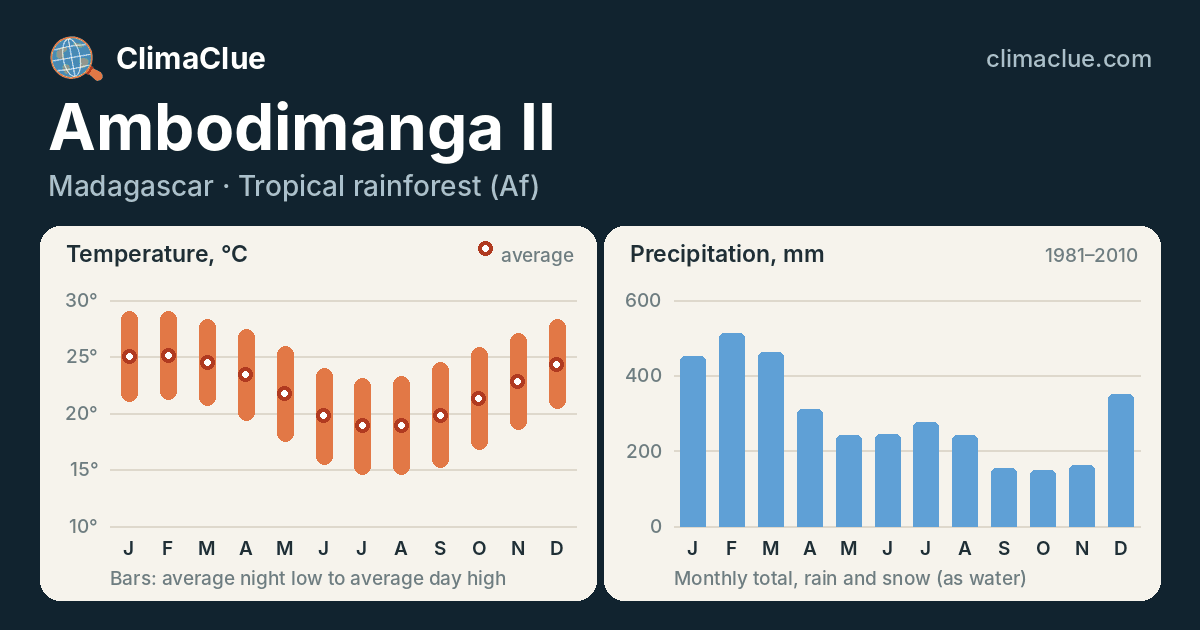 ClimaClue
climaclue.com
Ambodimanga II
Madagascar · Tropical rainforest (Af)
Temperature, °C
average
30°
25°
20°
15°
10°
J F M A M J J A S O N D
Bars: average night low to average day high
Precipitation, mm
1981–2010
600
400
200
0
J F M A M J J A S O N D
Monthly total, rain and snow (as water)